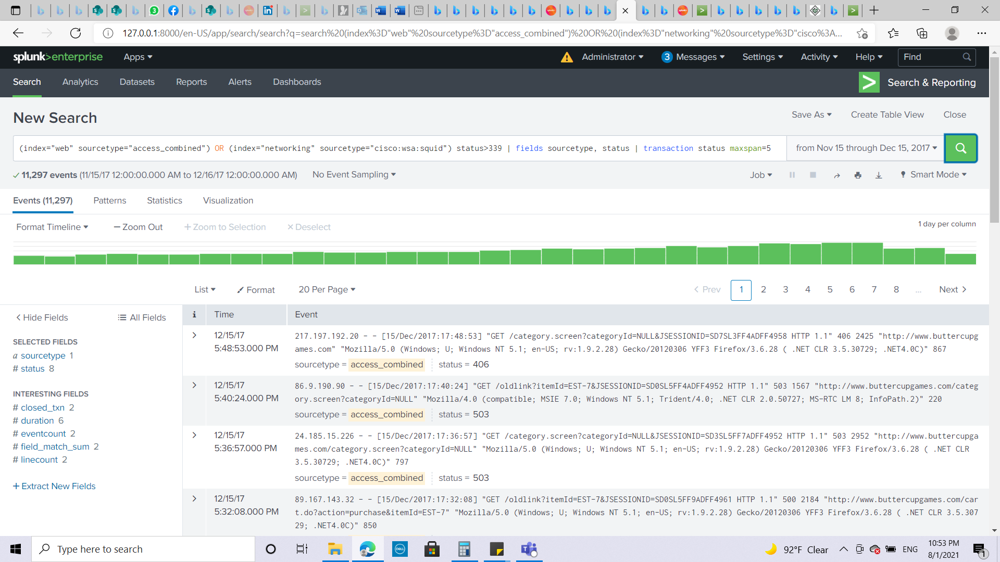 3
127.0.0.1:8000/en-US/app/search/search?q=search%20(index%3D"web"%20sourcetype%3D"access_combined")%20OR%20(index%3D"networking"%20sourcetype%3D"cisco%3A...
splunk>enterprise Apps Administrator 3 Messages Settings Activity Help Find
Search Analytics Datasets Reports Alerts Dashboards Search & Reporting
New Search Save As Create Table View Close
(index="web" sourcetype="access_combined") OR (index="networking" sourcetype="cisco:wsa:squid") status>339 | fields sourcetype, status | transaction status maxspan=5 from Nov 15 through Dec 15, 2017
11,297 events (11/15/17 12:00:00.000 AM to 12/16/17 12:00:00.000 AM) No Event Sampling Job Smart Mode
Events (11,297) Patterns Statistics Visualization
Format Timeline — Zoom Out + Zoom to Selection × Deselect 1 day per column
List Format 20 Per Page < Prev 1 2 3 4 5 6 7 8 ... Next >
< Hide Fields All Fields
SELECTED FIELDS
a sourcetype 1
# status 8
INTERESTING FIELDS
# closed_txn 2
# duration 6
# eventcount 2
# field_match_sum 2
# linecount 2
+ Extract New Fields
i Time Event
> 12/15/17 217.197.192.20 - - [15/Dec/2017:17:48:53] "GET /category.screen?categoryId=NULL&JSESSIONID=SD7SL3FF4ADFF4958 HTTP 1.1" 406 2425 "http://www.buttercupg
5:48:53.000 PM ames.com" "Mozilla/5.0 (Windows; U; Windows NT 5.1; en-US; rv:1.9.2.28) Gecko/20120306 YFF3 Firefox/3.6.28 ( .NET CLR 3.5.30729; .NET4.0C)" 867
sourcetype = access_combined status = 406
> 12/15/17 86.9.190.90 - - [15/Dec/2017:17:40:24] "GET /oldlink?itemId=EST-7&JSESSIONID=SD0SL5FF4ADFF4952 HTTP 1.1" 503 1567 "http://www.buttercupgames.com/categ
5:40:24.000 PM ory.screen?categoryId=NULL" "Mozilla/4.0 (compatible; MSIE 7.0; Windows NT 5.1; Trident/4.0; .NET CLR 2.0.50727; MS-RTC LM 8; InfoPath.2)" 220
sourcetype = access_combined status = 503
> 12/15/17 24.185.15.226 - - [15/Dec/2017:17:36:57] "GET /category.screen?categoryId=NULL&JSESSIONID=SD3SL5FF7ADFF4952 HTTP 1.1" 503 2952 "http://www.buttercupga
5:36:57.000 PM mes.com/category.screen?categoryId=NULL" "Mozilla/5.0 (Windows; U; Windows NT 5.1; en-US; rv:1.9.2.28) Gecko/20120306 YFF3 Firefox/3.6.28 ( .NET CLR
3.5.30729; .NET4.0C)" 797
sourcetype = access_combined status = 503
> 12/15/17 89.167.143.32 - - [15/Dec/2017:17:32:08] "GET /oldlink?itemId=EST-7&JSESSIONID=SD0SL5FF9ADFF4961 HTTP 1.1" 500 2184 "http://www.buttercupgames.com/car
5:32:08.000 PM t.do?action=purchase&itemId=EST-7" "Mozilla/5.0 (Windows; U; Windows NT 5.1; en-US; rv:1.9.2.28) Gecko/20120306 YFF3 Firefox/3.6.28 ( .NET CLR 3.5.307
29; .NET4.0C)" 850
Type here to search DELL 92°F Clear ENG 10:53 PM
8/1/2021 1